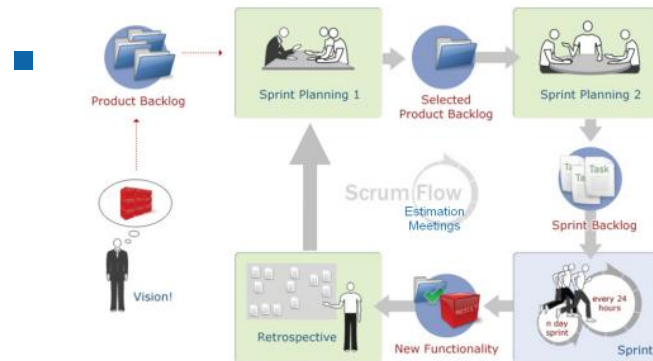 Product Backlog
Sprint Planning 1
Selected
Product Backlog
Sprint Planning 2
Task
Scrum Flow
Estimation
Meetings
Sprint Backlog
Vision!
Retrospective
New Functionality
every 24
hours
n day
sprint
Sprint